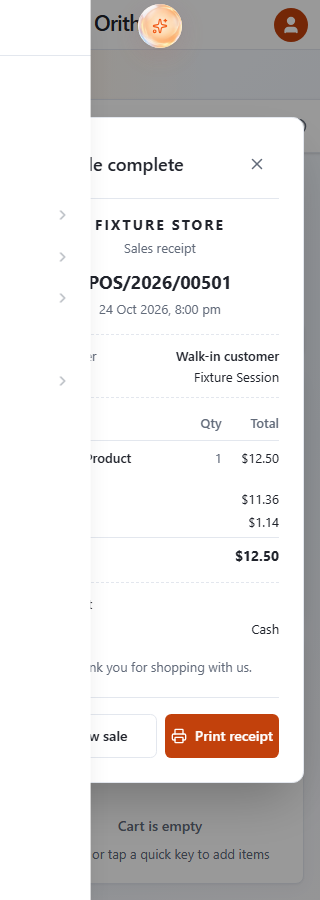 Orith
le complete
FIXTURE STORE
Sales receipt
POS/2026/00501
24 Oct 2026, 8:00 pm
er Walk-in customer
Fixture Session
Qty Total
Product 1 $12.50
$11.36
$1.14
$12.50
t
Cash
nk you for shopping with us.
w sale Print receipt
Cart is empty
or tap a quick key to add items